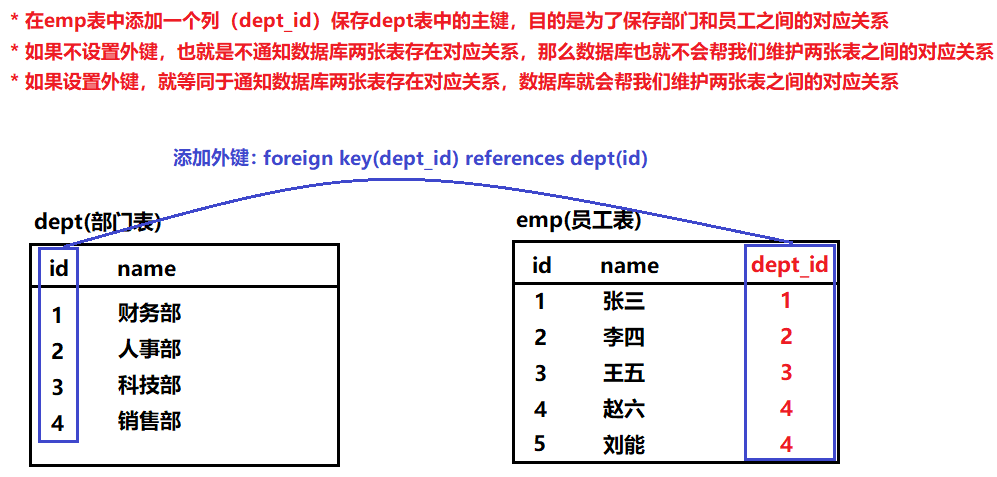 * 在emp表中添加一个列（dept_id）保存dept表中的主键，目的是为了保存部门和员工之间的对应关系
* 如果不设置外键，也就是不通知数据库两张表存在对应关系，那么数据库也就不会帮我们维护两张表之间的对应关系
* 如果设置外键，就等同于通知数据库两张表存在对应关系，数据库就会帮我们维护两张表之间的对应关系
添加外键：foreign key(dept_id) references dept(id)
dept(部门表)
id name
1 财务部
2 人事部
3 科技部
4 销售部
emp(员工表)
id name dept_id
1 张三 1
2 李四 2
3 王五 3
4 赵六 4
5 刘能 4